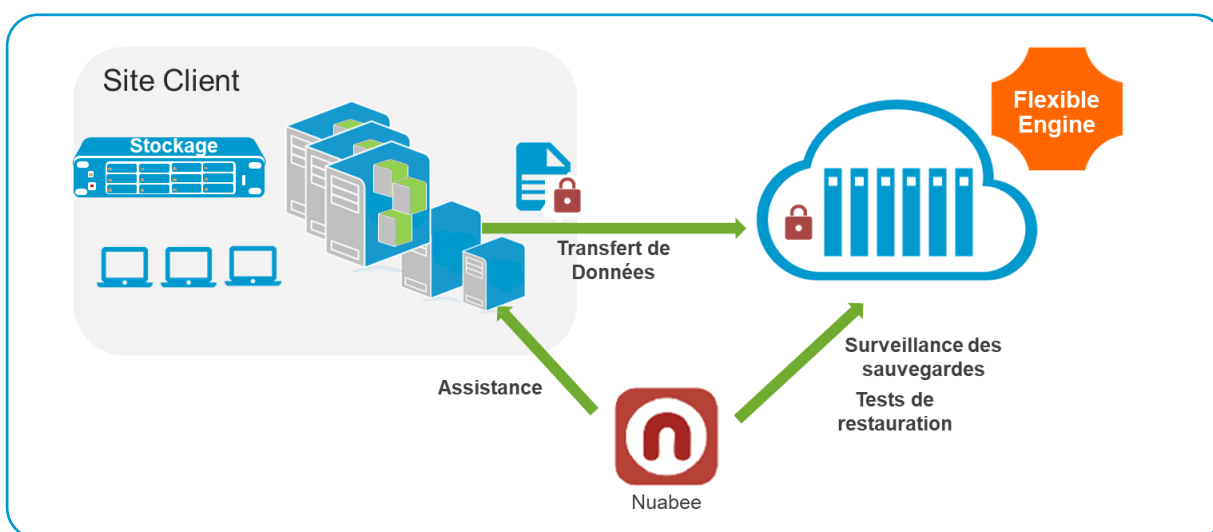 Site Client
Stockage
Flexible
Engine
Transfert de
Données
Assistance
Surveillance des
sauvegardes
Tests de
restauration
Nuabee